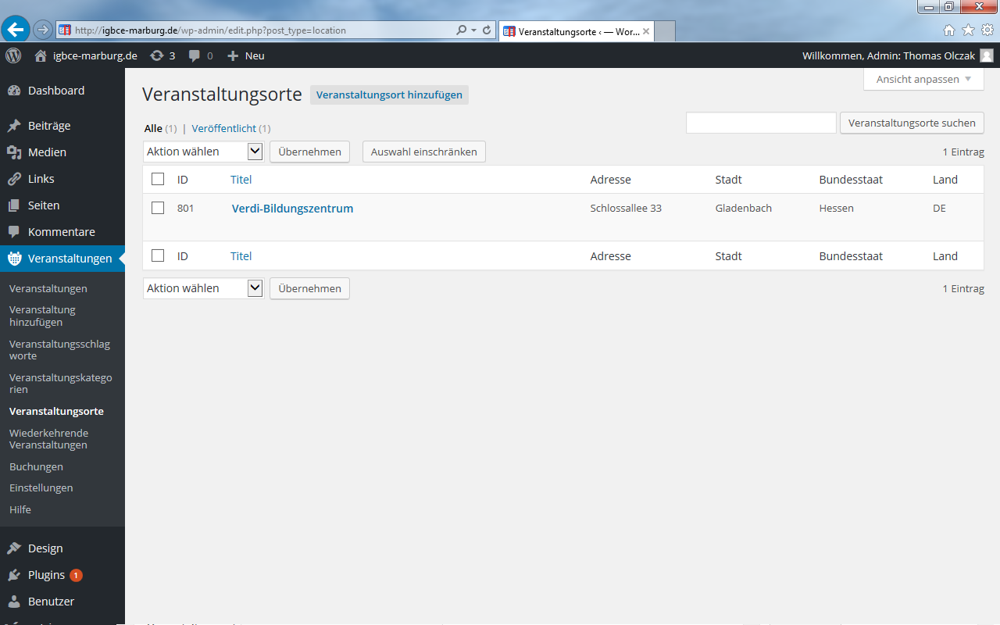 http://igbce-marburg.de/wp-admin/edit.php?post_type=location
Veranstaltungsorte ‹ — Wor...
igbce-marburg.de 3 0 Neu
Willkommen, Admin: Thomas Olczak
Ansicht anpassen
Dashboard
Beiträge
Medien
Links
Seiten
Kommentare
Veranstaltungen
Veranstaltungen
Veranstaltung
hinzufügen
Veranstaltungsschlag
worte
Veranstaltungskatego
rien
Veranstaltungsorte
Wiederkehrende
Veranstaltungen
Buchungen
Einstellungen
Hilfe
Design
Plugins 1
Benutzer
Veranstaltungsorte Veranstaltungsort hinzufügen
Alle (1) | Veröffentlicht (1)
Veranstaltungsorte suchen
Aktion wählen Übernehmen Auswahl einschränken 1 Eintrag
ID Titel Adresse Stadt Bundesstaat Land
801 Verdi-Bildungszentrum Schlossallee 33 Gladenbach Hessen DE
ID Titel Adresse Stadt Bundesstaat Land
Aktion wählen Übernehmen 1 Eintrag